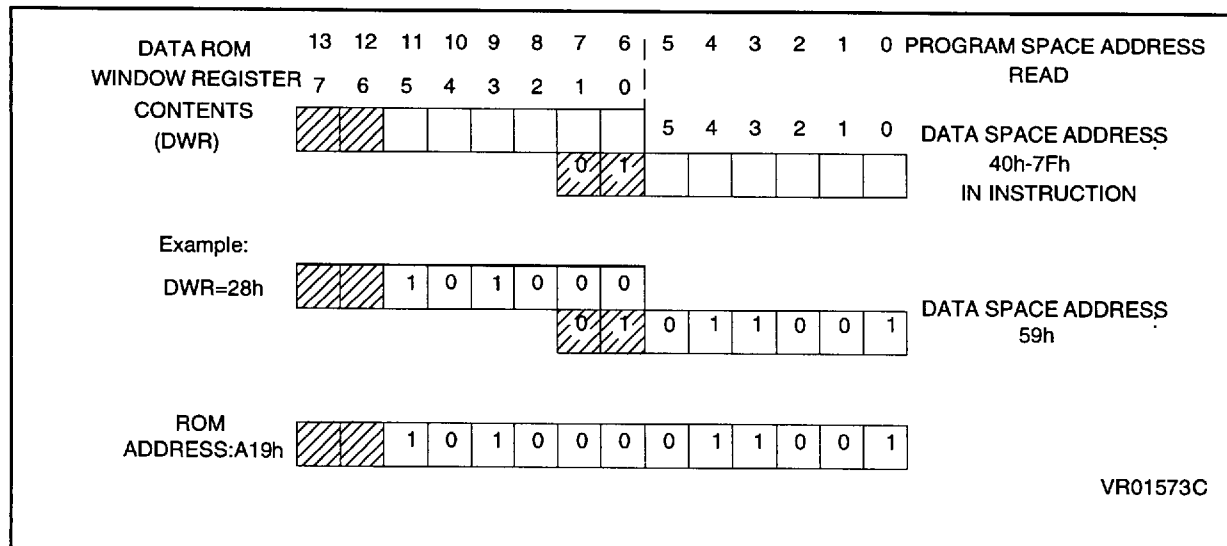 DATA ROM 13 12 11 10 9 8 7 6 5 4 3 2 1 0 PROGRAM SPACE ADDRESS
READ
WINDOW REGISTER 7 6 5 4 3 2 1 0
CONTENTS
(DWR)
5 4 3 2 1 0 DATA SPACE ADDRESS
0 1 40h-7Fh
IN INSTRUCTION
Example:
DWR=28h 1 0 1 0 0 0
0 1 0 1 1 0 0 1 DATA SPACE ADDRESS
59h
ROM
ADDRESS:A19h 1 0 1 0 0 0 0 1 1 0 0 1
VR01573C